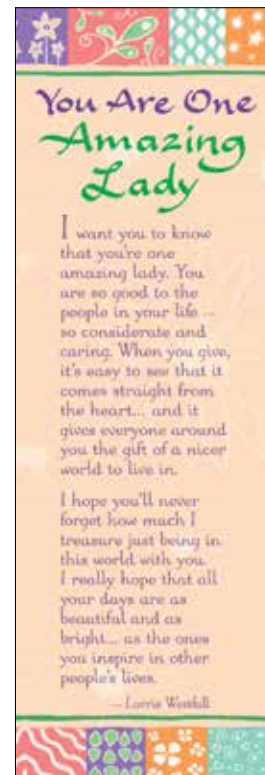 You Are One
Amazing
Lady
I want you to know
that you're one
amazing lady. You
are so good to the
people in your life —
so considerate and
caring. When you give,
it's easy to see that it
comes straight from
the heart... and it
gives everyone around
you the gift of a nicer
world to live in.
I hope you'll never
forget how much I
treasure just being in
this world with you.
I really hope that all
your days are as
beautiful and as
bright... as the ones
you inspire in other
people's lives.
— Lorrie Westfall